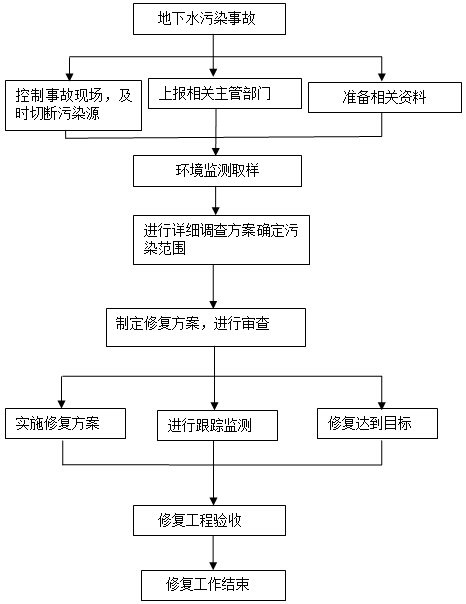 地下水污染事故
控制事故现场，及
时切断污染源
上报相关主管部门
准备相关资料
环境监测取样
进行详细调查方案确定污
染范围
制定修复方案，进行审查
实施修复方案
进行跟踪监测
修复达到目标
修复工程验收
修复工作结束